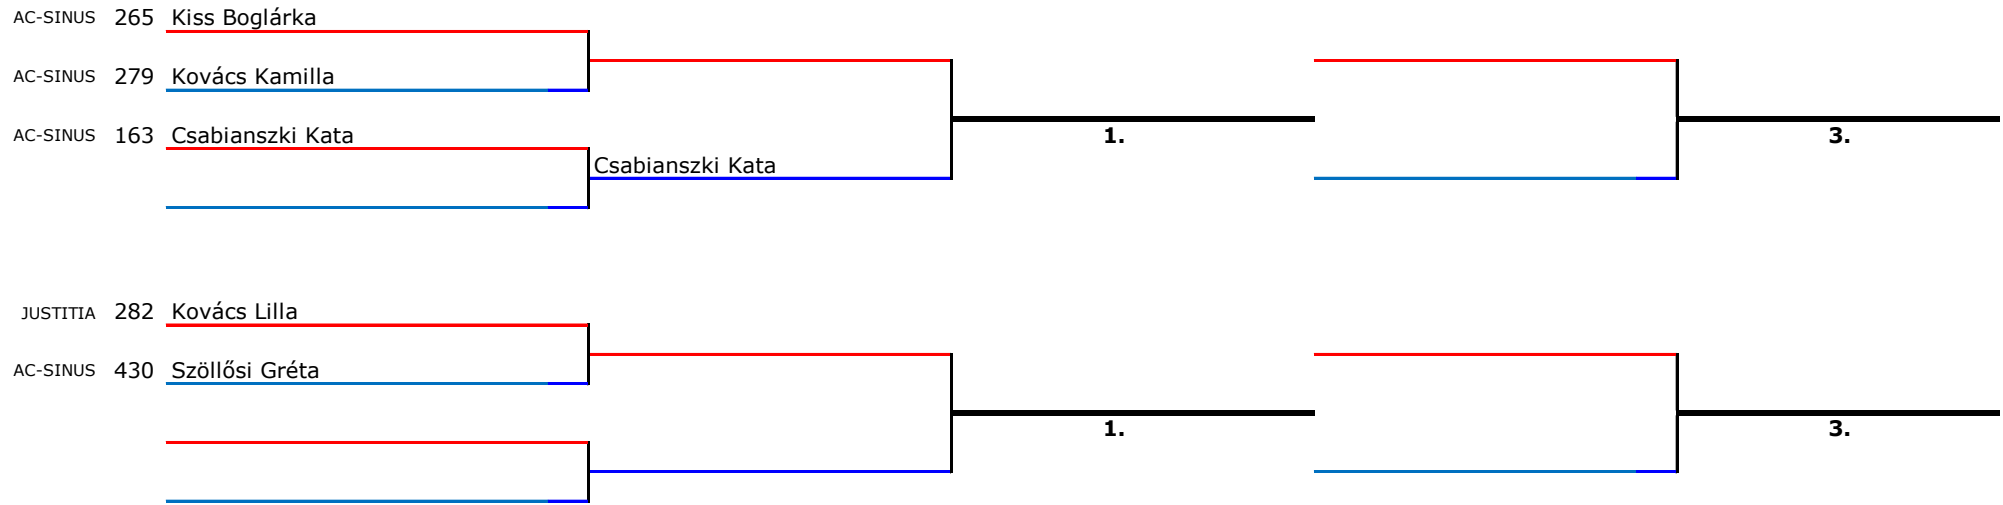 AC-SINUS 265 Kiss Boglárka
AC-SINUS 279 Kovács Kamilla
AC-SINUS 163 Csabianszki Kata
1.
3.
Csabianszki Kata
JUSTITIA 282 Kovács Lilla
AC-SINUS 430 Szöllősi Gréta
1.
3.